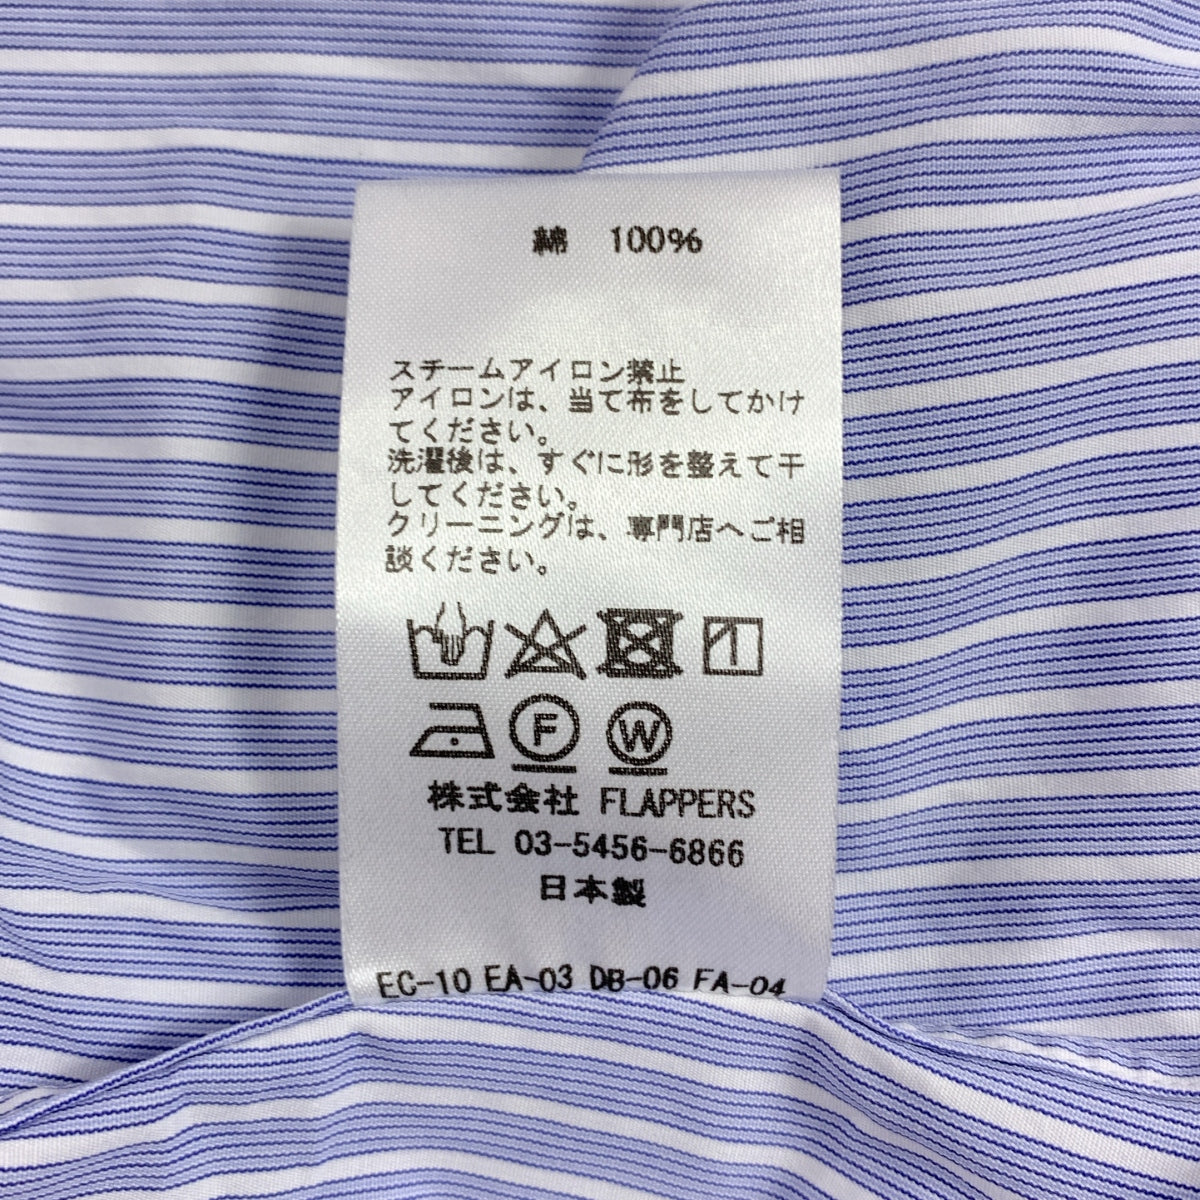 綿　100%
スチームアイロン禁止
アイロンは、当て布をしてかけ
てください。
洗濯後は、すぐに形を整えて干
してください。
クリーニングは、専門店へご相
談ください。
F W
株式会社 FLAPPERS
TEL 03-5456-6866
日本製
EC-10 EA-03 DB-06 FA-04